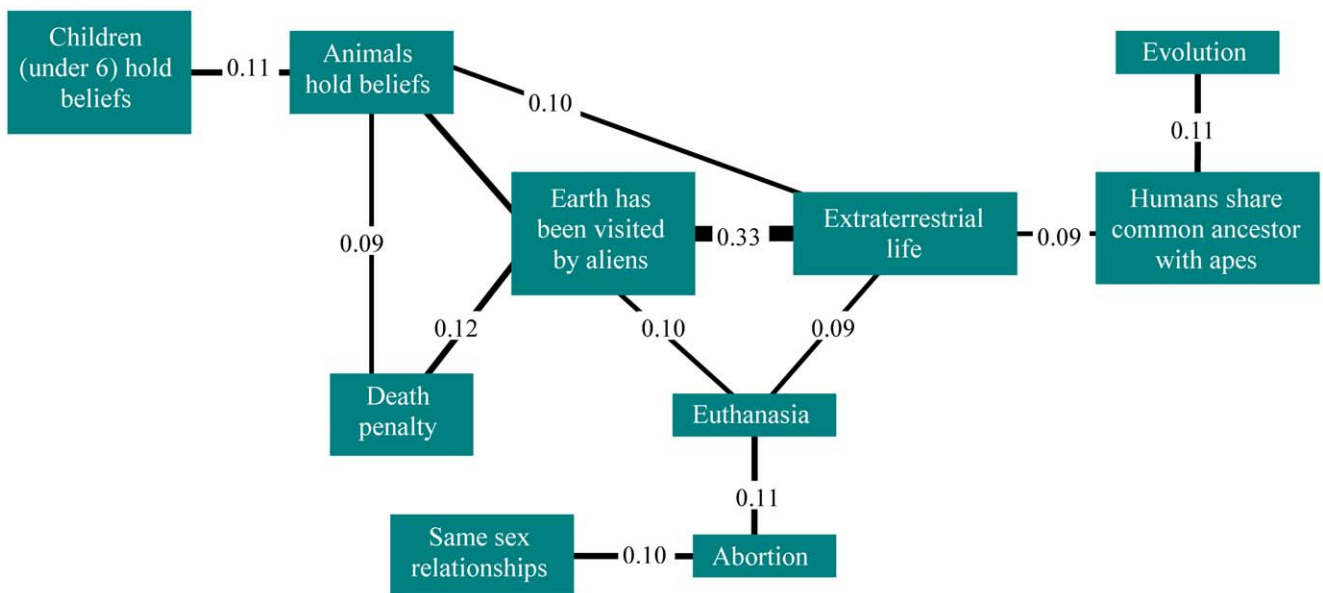 Children
(under 6) hold
beliefs
0.11
Animals
hold beliefs
0.10
Evolution
0.11
Earth has
been visited
by aliens
0.33
Extraterrestrial
life
0.09
Humans share
common ancestor
with apes
0.09
0.12
0.10
0.09
Death
penalty
Euthanasia
0.11
Same sex
relationships
0.10
Abortion